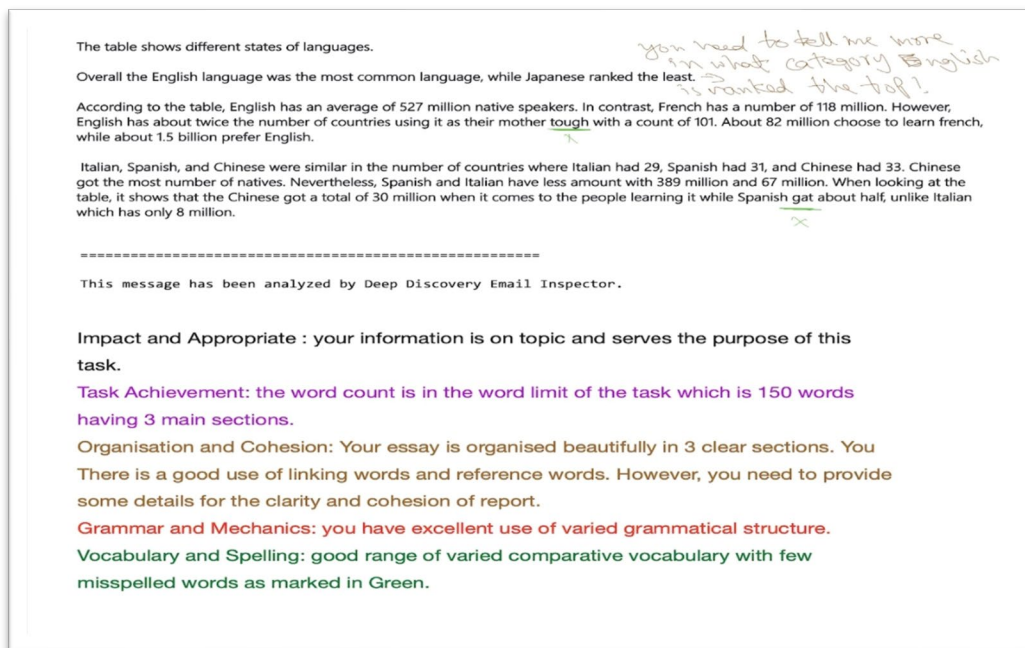 The table shows different states of languages.
you need to tell me more
in what category English
is ranked the top!
Overall the English language was the most common language, while Japanese ranked the least.
According to the table, English has an average of 527 million native speakers. In contrast, French has a number of 118 million. However,
English has about twice the number of countries using it as their mother tough with a count of 101. About 82 million choose to learn french,
while about 1.5 billion prefer English.
x
Italian, Spanish, and Chinese were similar in the number of countries where Italian had 29, Spanish had 31, and Chinese had 33. Chinese
got the most number of natives. Nevertheless, Spanish and Italian have less amount with 389 million and 67 million. When looking at the
table, it shows that the Chinese got a total of 30 million when it comes to the people learning it while Spanish gat about half, unlike Italian
which has only 8 million.
x
=======================================================
This message has been analyzed by Deep Discovery Email Inspector.
Impact and Appropriate : your information is on topic and serves the purpose of this
task.
Task Achievement: the word count is in the word limit of the task which is 150 words
having 3 main sections.
Organisation and Cohesion: Your essay is organised beautifully in 3 clear sections. You
There is a good use of linking words and reference words. However, you need to provide
some details for the clarity and cohesion of report.
Grammar and Mechanics: you have excellent use of varied grammatical structure.
Vocabulary and Spelling: good range of varied comparative vocabulary with few
misspelled words as marked in Green.